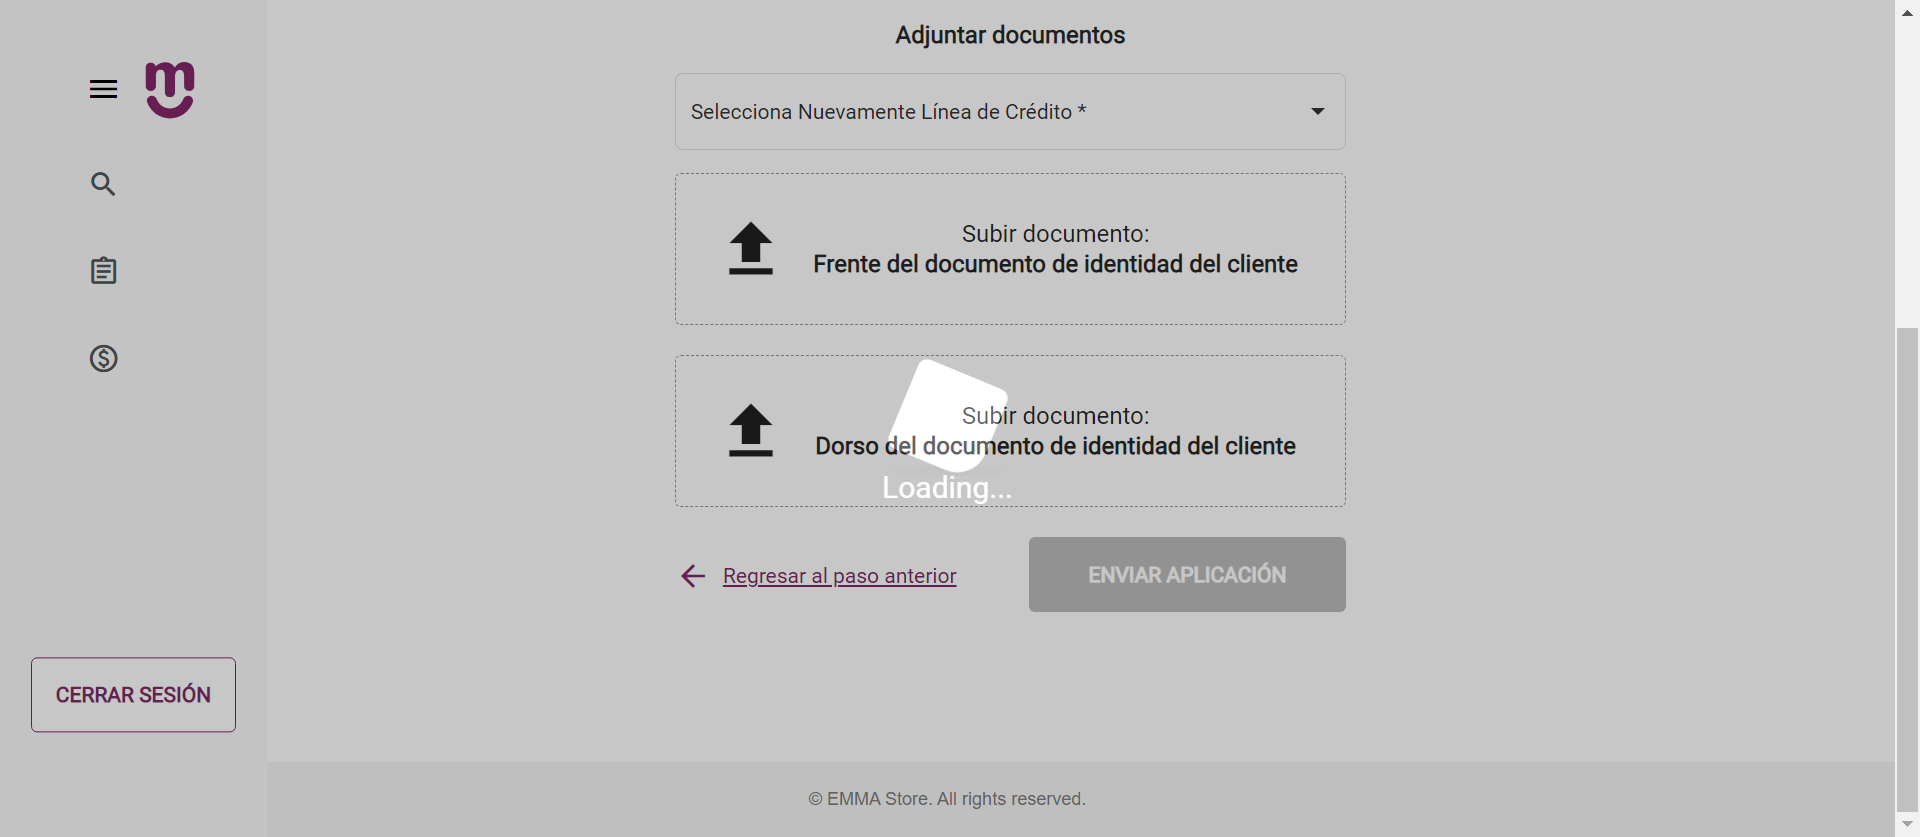 Adjuntar documentos
Selecciona Nuevamente Línea de Crédito *
Subir documento:
Frente del documento de identidad del cliente
Subir documento:
Dorso del documento de identidad del cliente
Loading...
Regresar al paso anterior
ENVIAR APLICACIÓN
CERRAR SESIÓN
© EMMA Store. All rights reserved.